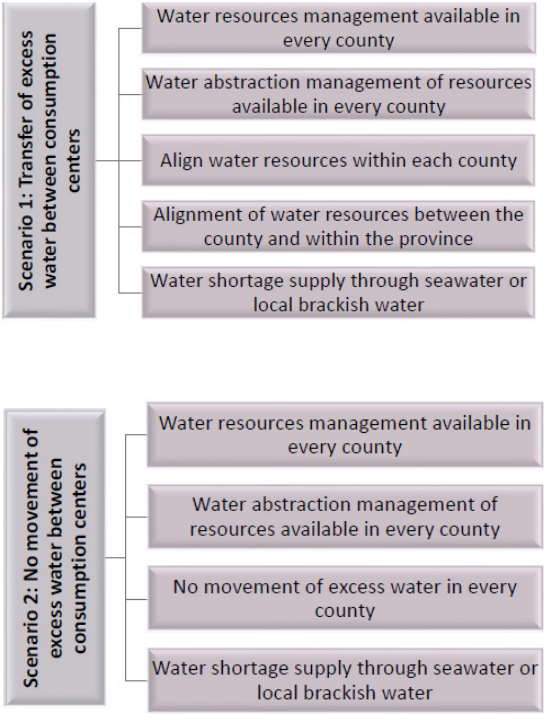 Scenario 1: Transfer of excess
water between consumption
centers
Water resources management available in
every county
Water abstraction management of resources
available in every county
Align water resources within each county
Alignment of water resources between the
county and within the province
Water shortage supply through seawater or
local brackish water
Scenario 2: No movement of
excess water between
consumption centers
Water resources management available in
every county
Water abstraction management of
resources available in every county
No movement of excess water in every
county
Water shortage supply through seawater or
local brackish water